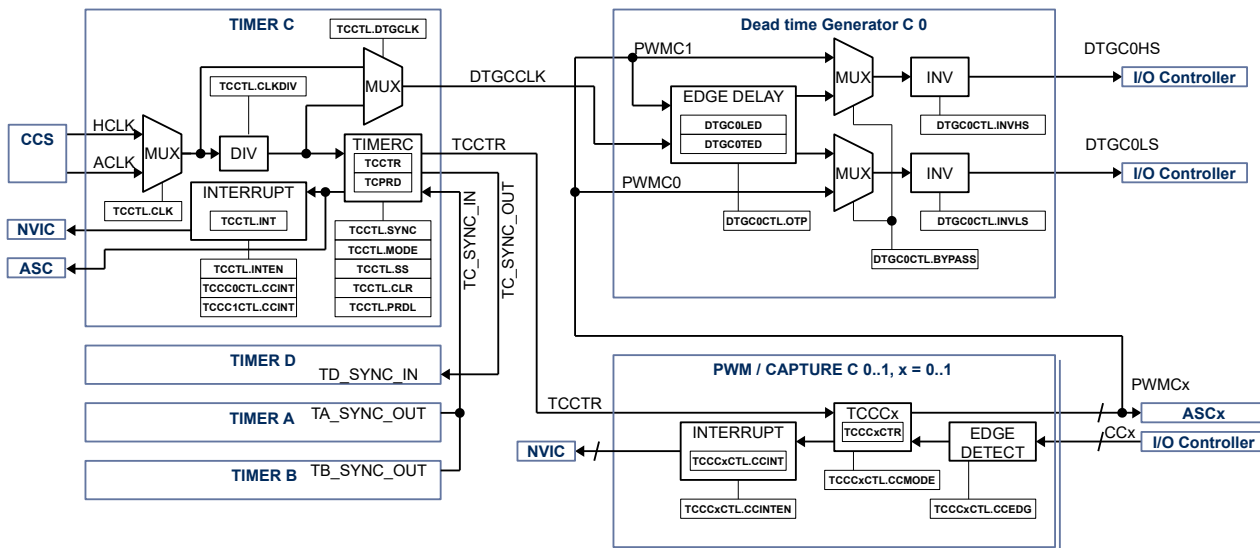 TIMER C
TCCTL.DTGCLK
MUX
TCCTL.CLKDIV
CCS
HCLK
ACLK
MUX
DIV
TIMERC
TCCTR
TCPRD
TCCTL.CLK
INTERRUPT
TCCTL.INT
TCCTL.INTEN
TCCC0CTL.CCINT
TCCC1CTL.CCINT
TCCTL.SYNC
TCCTL.MODE
TCCTL.SS
TCCTL.CLR
TCCTL.PRDL
NVIC
ASC
DTGCCLK
TCCTR
TC_SYNC_IN
TC_SYNC_OUT
TIMER D
TD_SYNC_IN
TIMER A
TA_SYNC_OUT
TIMER B
TB_SYNC_OUT
Dead time Generator C 0
PWMC1
EDGE DELAY
DTGC0LED
DTGC0TED
PWMC0
DTGC0CTL.OTP
MUX
INV
DTGC0CTL.INVHS
MUX
INV
DTGC0CTL.INVLS
DTGC0CTL.BYPASS
DTGC0HS
I/O Controller
DTGC0LS
I/O Controller
PWM / CAPTURE C 0..1, x = 0..1
TCCTR
TCCCx
TCCCxCTR
TCCCxCTL.CCMODE
INTERRUPT
TCCCxCTL.CCINT
TCCCxCTL.CCINTEN
NVIC
EDGE
DETECT
TCCCxCTL.CCEDG
PWMCx
ASCx
CCx
I/O Controller